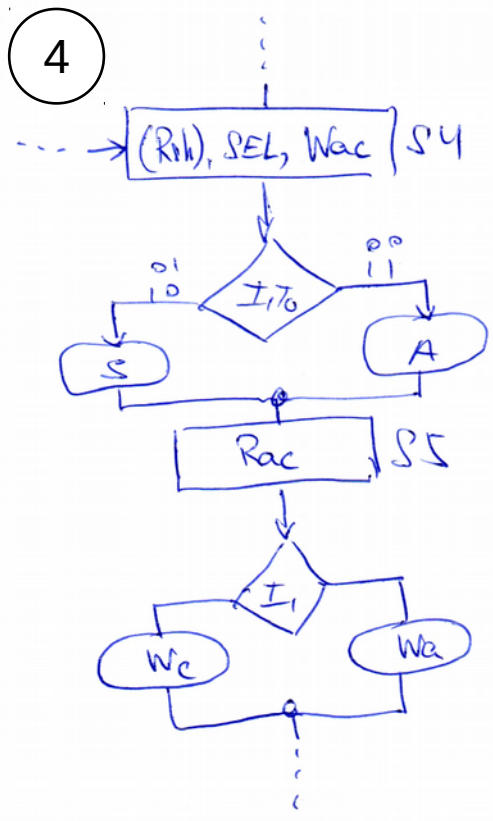 4
(Rih), SEL, Wac S4
01 00
10 11
I1I0
S A
Rac S5
I1
Wc Wa